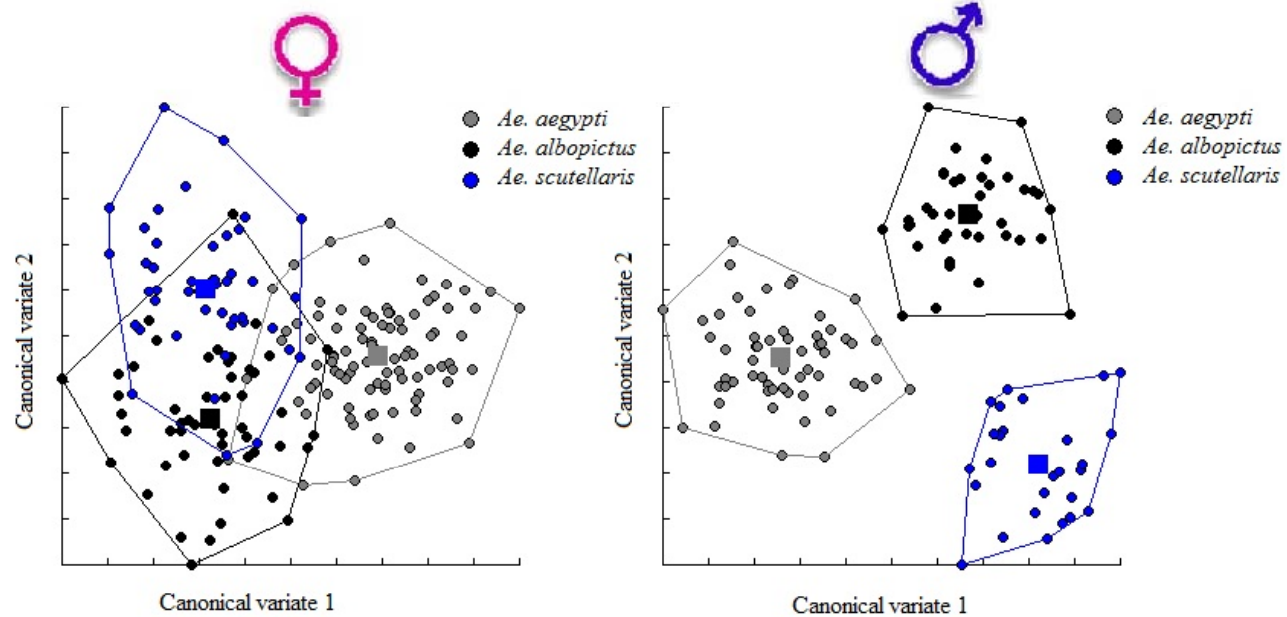 Ae. aegypti
Ae. albopictus
Ae. scutellaris
Canonical variate 2
Canonical variate 1
Ae. aegypti
Ae. albopictus
Ae. scutellaris
Canonical variate 2
Canonical variate 1